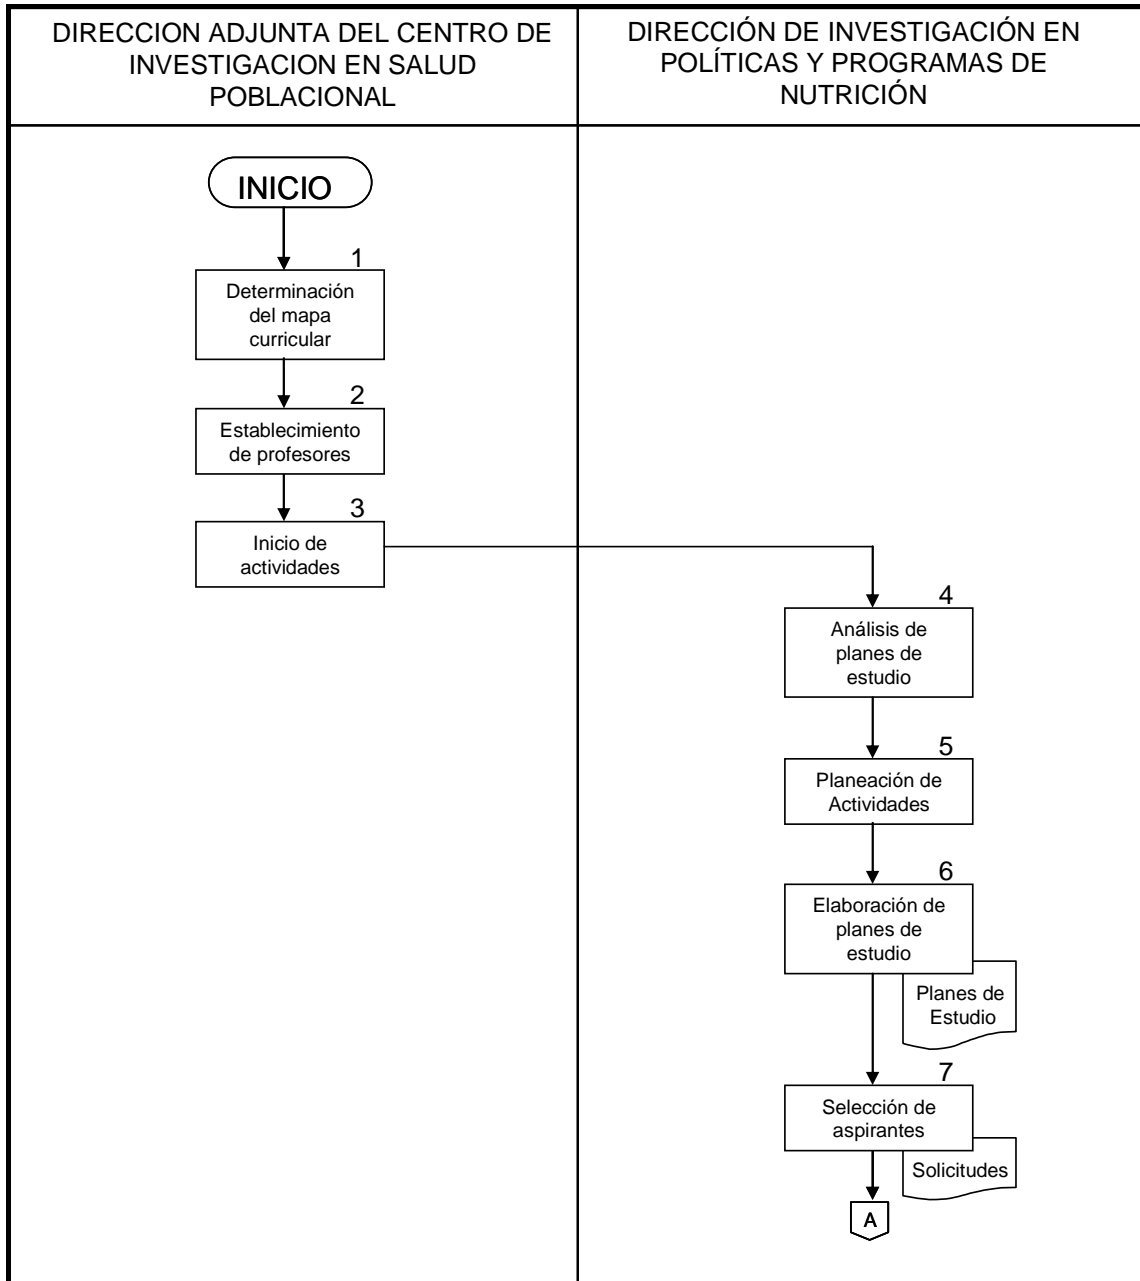 DIRECCION ADJUNTA DEL CENTRO DE
INVESTIGACION EN SALUD
POBLACIONAL
DIRECCIÓN DE INVESTIGACIÓN EN
POLÍTICAS Y PROGRAMAS DE
NUTRICIÓN
INICIO
1
Determinación
del mapa
curricular
2
Establecimiento
de profesores
3
Inicio de
actividades
4
Análisis de
planes de
estudio
5
Planeación de
Actividades
6
Elaboración de
planes de
estudio
Planes de
Estudio
7
Selección de
aspirantes
Solicitudes
A